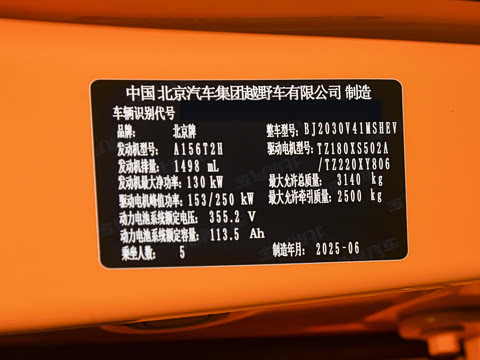 中国 北京汽车集团越野车有限公司 制造
车辆识别代号
品牌: 北京牌 整车型号: BJ2030V41MSHEV
发动机型号: A156T2H 驱动电机型号: TZ180XS502A
发动机排量: 1498 mL /TZ220XY806
发动机最大净功率: 130 kW 最大允许总质量: 3140 kg
驱动电机峰值功率: 153/250 kW 最大允许牵引质量: 2500 kg
动力电池系统额定电压: 355.2 V
动力电池系统额定容量: 113.5 Ah
乘坐人数: 5 制造年月: 2025-06